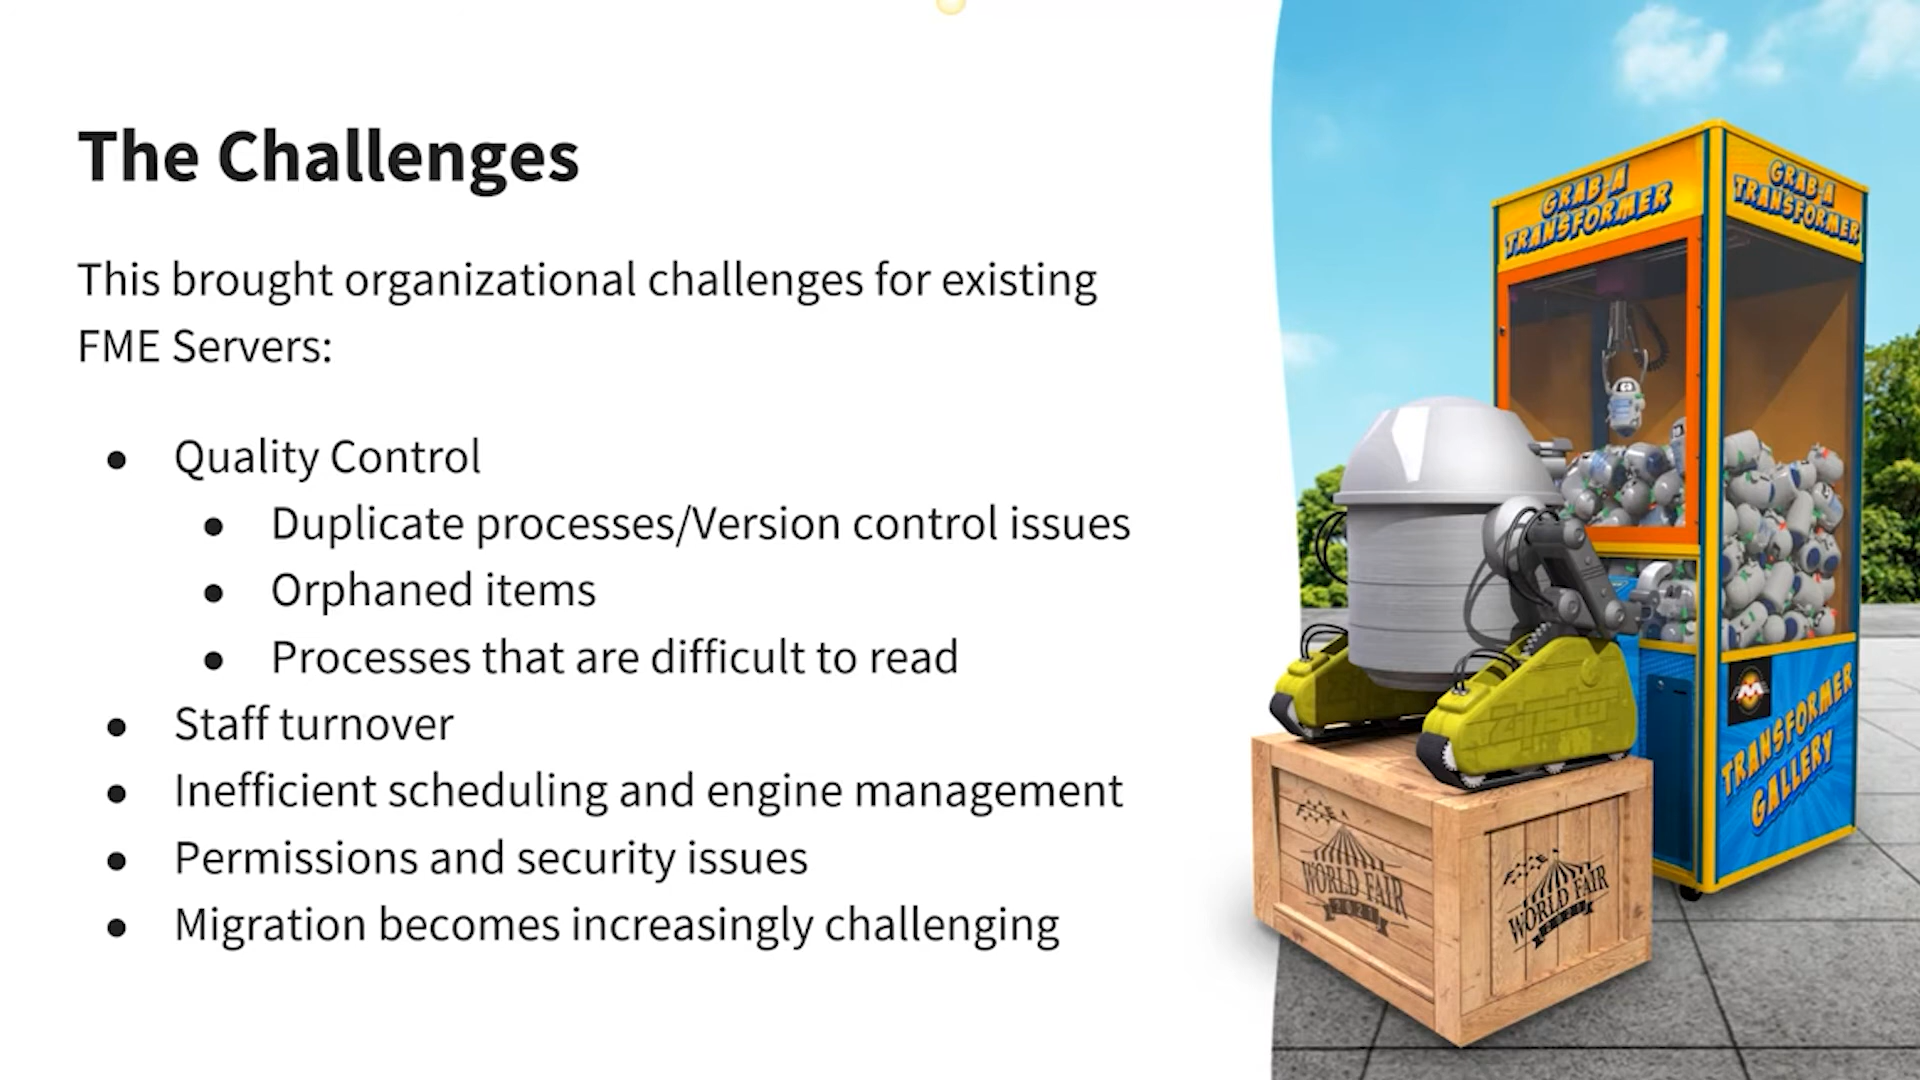 The Challenges
This brought organizational challenges for existing
FME Servers:
● Quality Control
● Duplicate processes/Version control issues
● Orphaned items
● Processes that are difficult to read
● Staff turnover
● Inefficient scheduling and engine management
● Permissions and security issues
● Migration becomes increasingly challenging
GRAB-A
TRANSFORMER
GRAB-A
TRANSFORMER
TRANSFORMER
GALLERY
WORLD FAIR
2021
WORLD FAIR